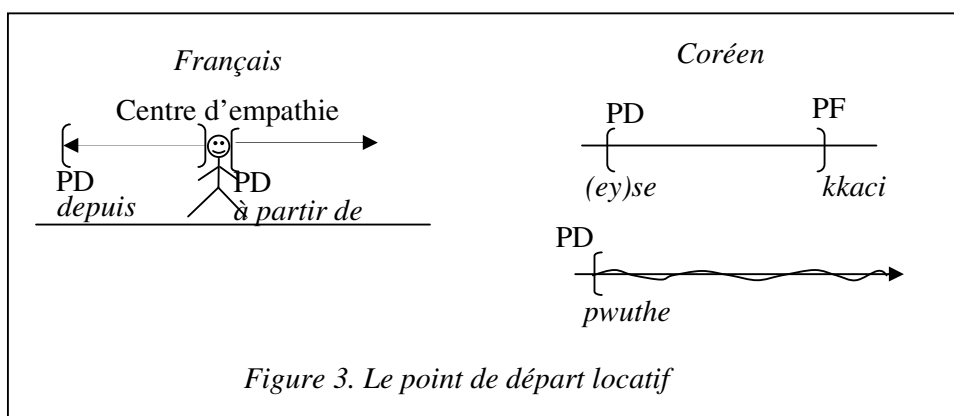 Français
Centre d'empathie
PD
depuis
PD
à partir de
Coréen
PD
PF
(ey)se
kkaci
PD
pwuthe
Figure 3. Le point de départ locatif